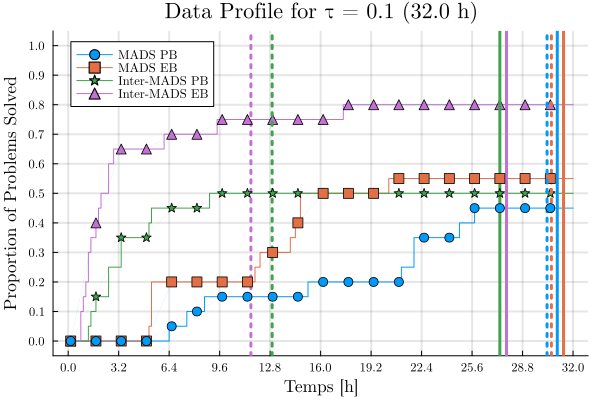 Data Profile for τ = 0.1 (32.0 h)
MADS PB
MADS EB
Inter-MADS PB
Inter-MADS EB
Proportion of Problems Solved
1.0
0.9
0.8
0.7
0.6
0.5
0.4
0.3
0.2
0.1
0.0
0.0 3.2 6.4 9.6 12.8 16.0 19.2 22.4 25.6 28.8 32.0
Temps [h]